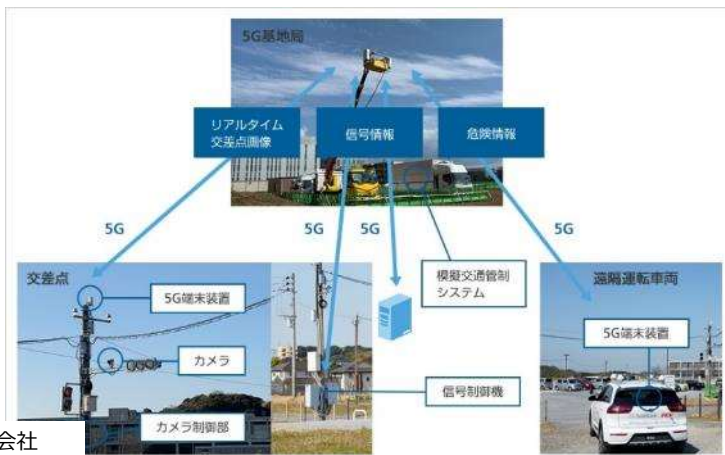 5G基地局
リアルタイム
交差点画像
信号情報
危険情報
5G
5G
5G
5G
交差点
5G端末装置
カメラ
カメラ制御部
模擬交通管制
システム
信号制御機
遠隔運転車両
5G端末装置
会社